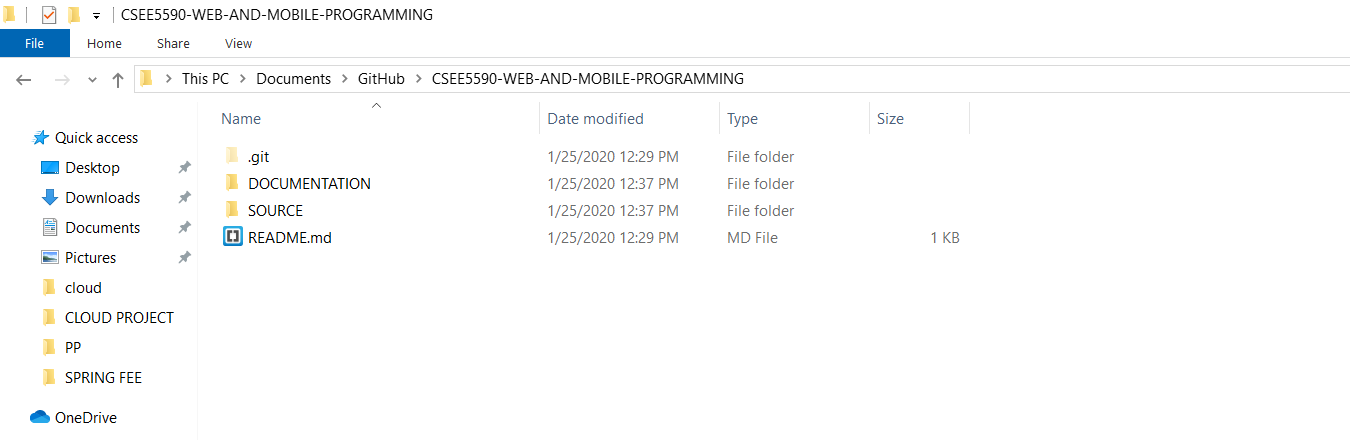 CSEE5590-WEB-AND-MOBILE-PROGRAMMING
File Home Share View
This PC Documents GitHub CSEE5590-WEB-AND-MOBILE-PROGRAMMING
Name Date modified Type Size
Quick access
.git 1/25/2020 12:29 PM File folder
Desktop
DOCUMENTATION 1/25/2020 12:37 PM File folder
Downloads
SOURCE 1/25/2020 12:37 PM File folder
Documents
README.md 1/25/2020 12:29 PM MD File 1 KB
Pictures
cloud
CLOUD PROJECT
PP
SPRING FEE
OneDrive